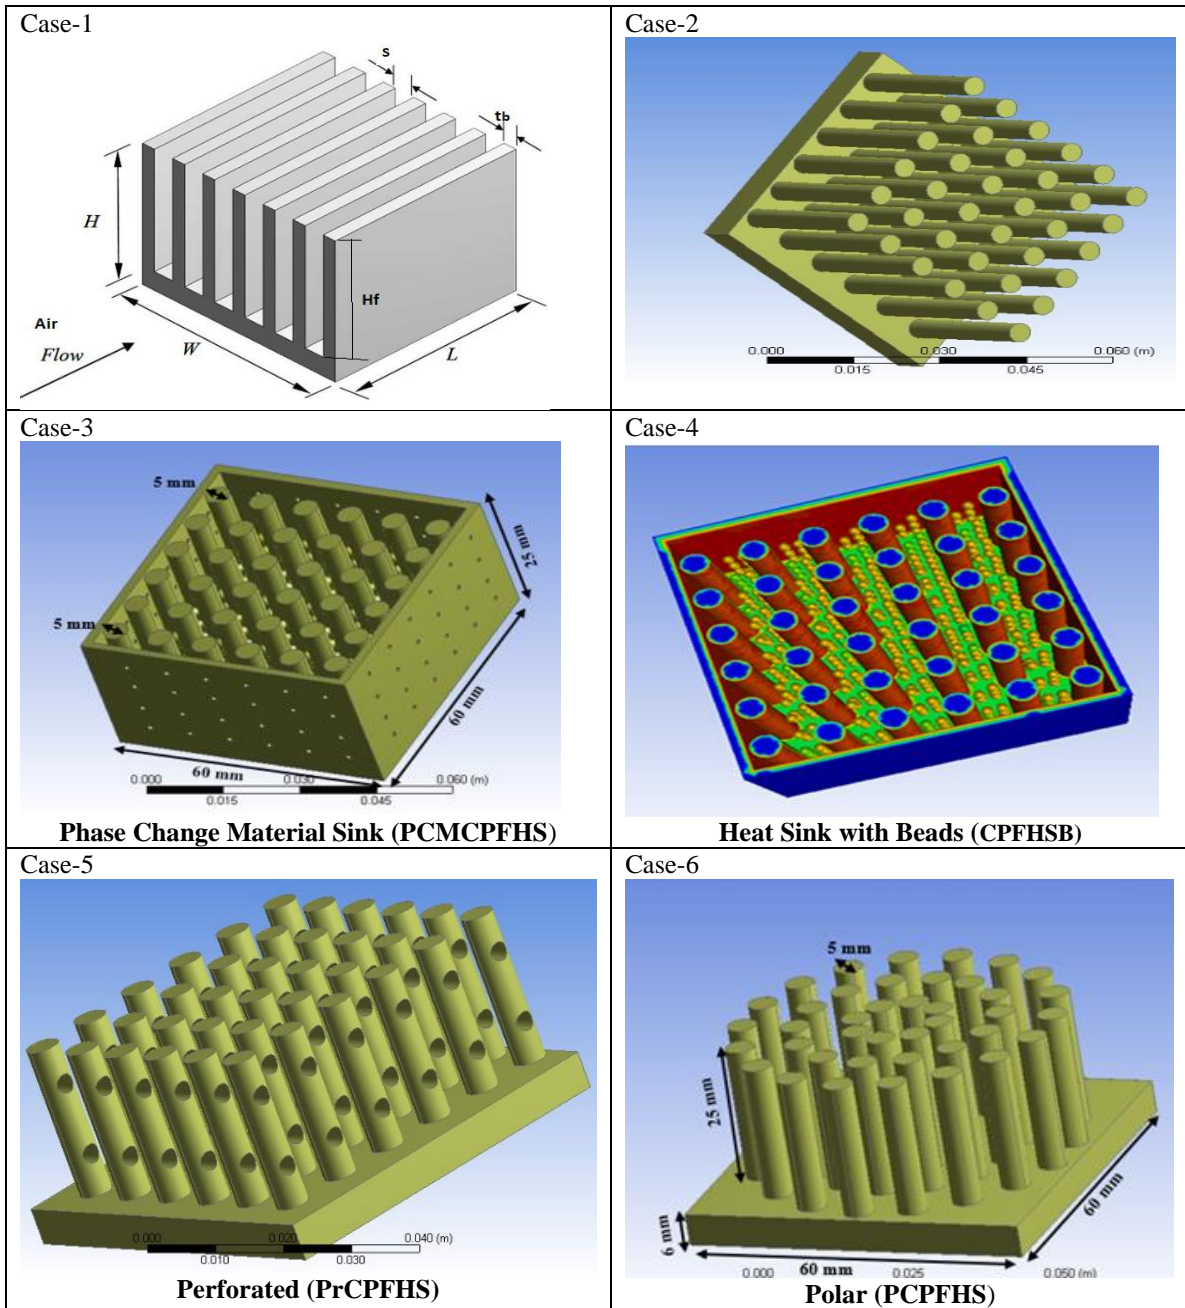 Case-1
s
tb
H
Hf
Air
Flow
W
L
Case-2
0.000
0.030
0.060 (m)
0.015
0.045
Case-3
5 mm
25 mm
5 mm
60 mm
60 mm
0.000
0.030
0.060 (m)
0.015
0.045
Phase Change Material Sink (PCMCPFHS)
Case-4
Heat Sink with Beads (CPFHSB)
Case-5
0.000
0.020
0.040 (m)
0.010
0.030
Perforated (PrCPFHS)
Case-6
5 mm
25 mm
6 mm
60 mm
60 mm
0.000
0.025
0.050 (m)
Polar (PCPFHS)